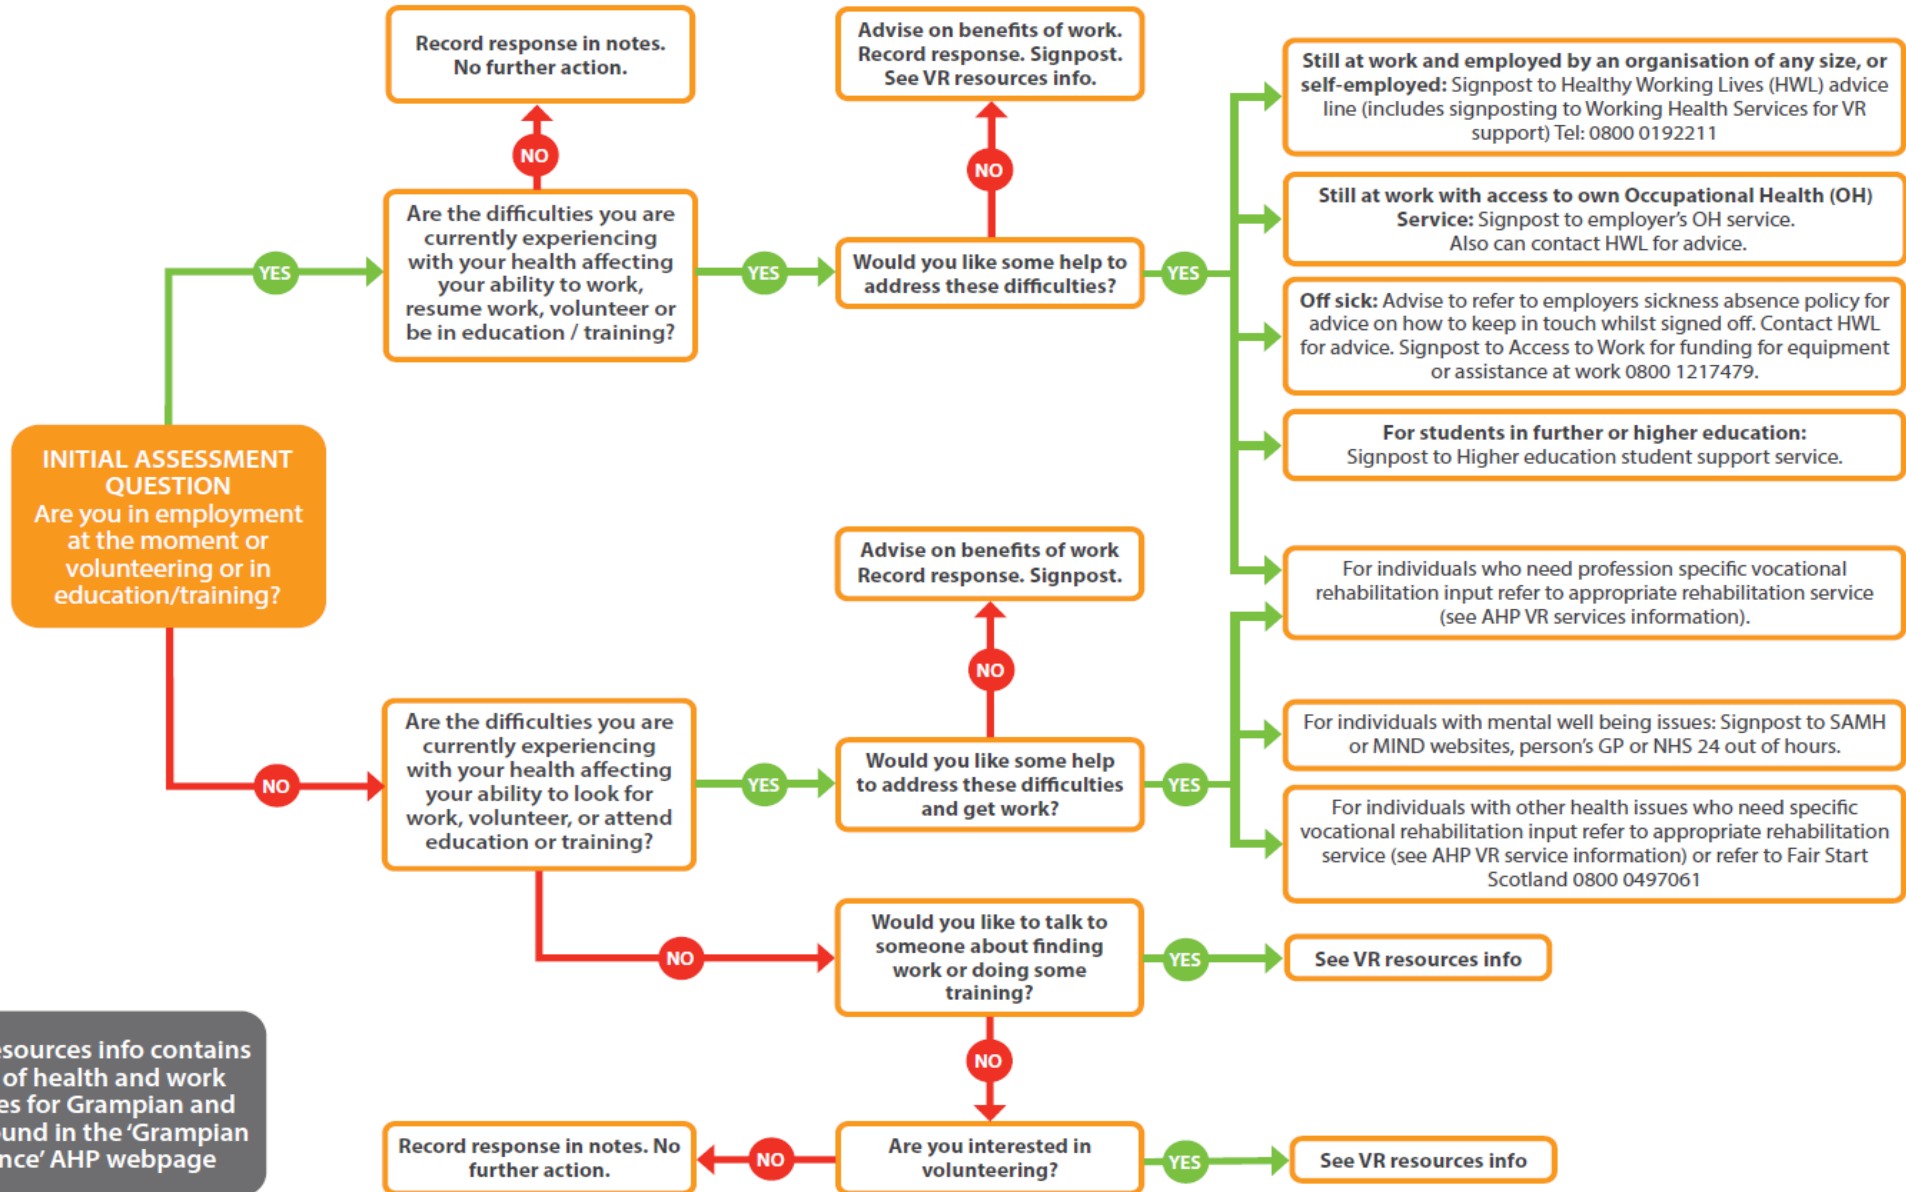 Record response in notes.
No further action.
NO
Advise on benefits of work.
Record response. Signpost.
See VR resources info.
NO
Still at work and employed by an organisation of any size, or
self-employed: Signpost to Healthy Working Lives (HWL) advice
line (includes signposting to Working Health Services for VR
support) Tel: 0800 0192211
Still at work with access to own Occupational Health (OH)
Service: Signpost to employer's OH service.
Also can contact HWL for advice.
YES
Are the difficulties you are
currently experiencing
with your health affecting
your ability to work,
resume work, volunteer or
be in education / training?
YES
Would you like some help to
address these difficulties?
YES
Off sick: Advise to refer to employers sickness absence policy for
advice on how to keep in touch whilst signed off. Contact HWL
for advice. Signpost to Access to Work for funding for equipment
or assistance at work 0800 1217479.
For students in further or higher education:
Signpost to Higher education student support service.
INITIAL ASSESSMENT
QUESTION
Are you in employment
at the moment or
volunteering or in
education/training?
Advise on benefits of work
Record response. Signpost.
NO
For individuals who need profession specific vocational
rehabilitation input refer to appropriate rehabilitation service
(see AHP VR services information).
NO
Are the difficulties you are
currently experiencing
with your health affecting
your ability to look for
work, volunteer, or attend
education or training?
YES
Would you like some help
to address these difficulties
and get work?
YES
For individuals with mental well being issues: Signpost to SAMH
or MIND websites, person's GP or NHS 24 out of hours.
For individuals with other health issues who need specific
vocational rehabilitation input refer to appropriate rehabilitation
service (see AHP VR service information) or refer to Fair Start
Scotland 0800 0497061
NO
Would you like to talk to
someone about finding
work or doing some
training?
YES
See VR resources info
NO
esources info contains
of health and work
es for Grampian and
ound in the 'Grampian
nce' AHP webpage
Record response in notes. No
further action.
NO
Are you interested in
volunteering?
YES
See VR resources info